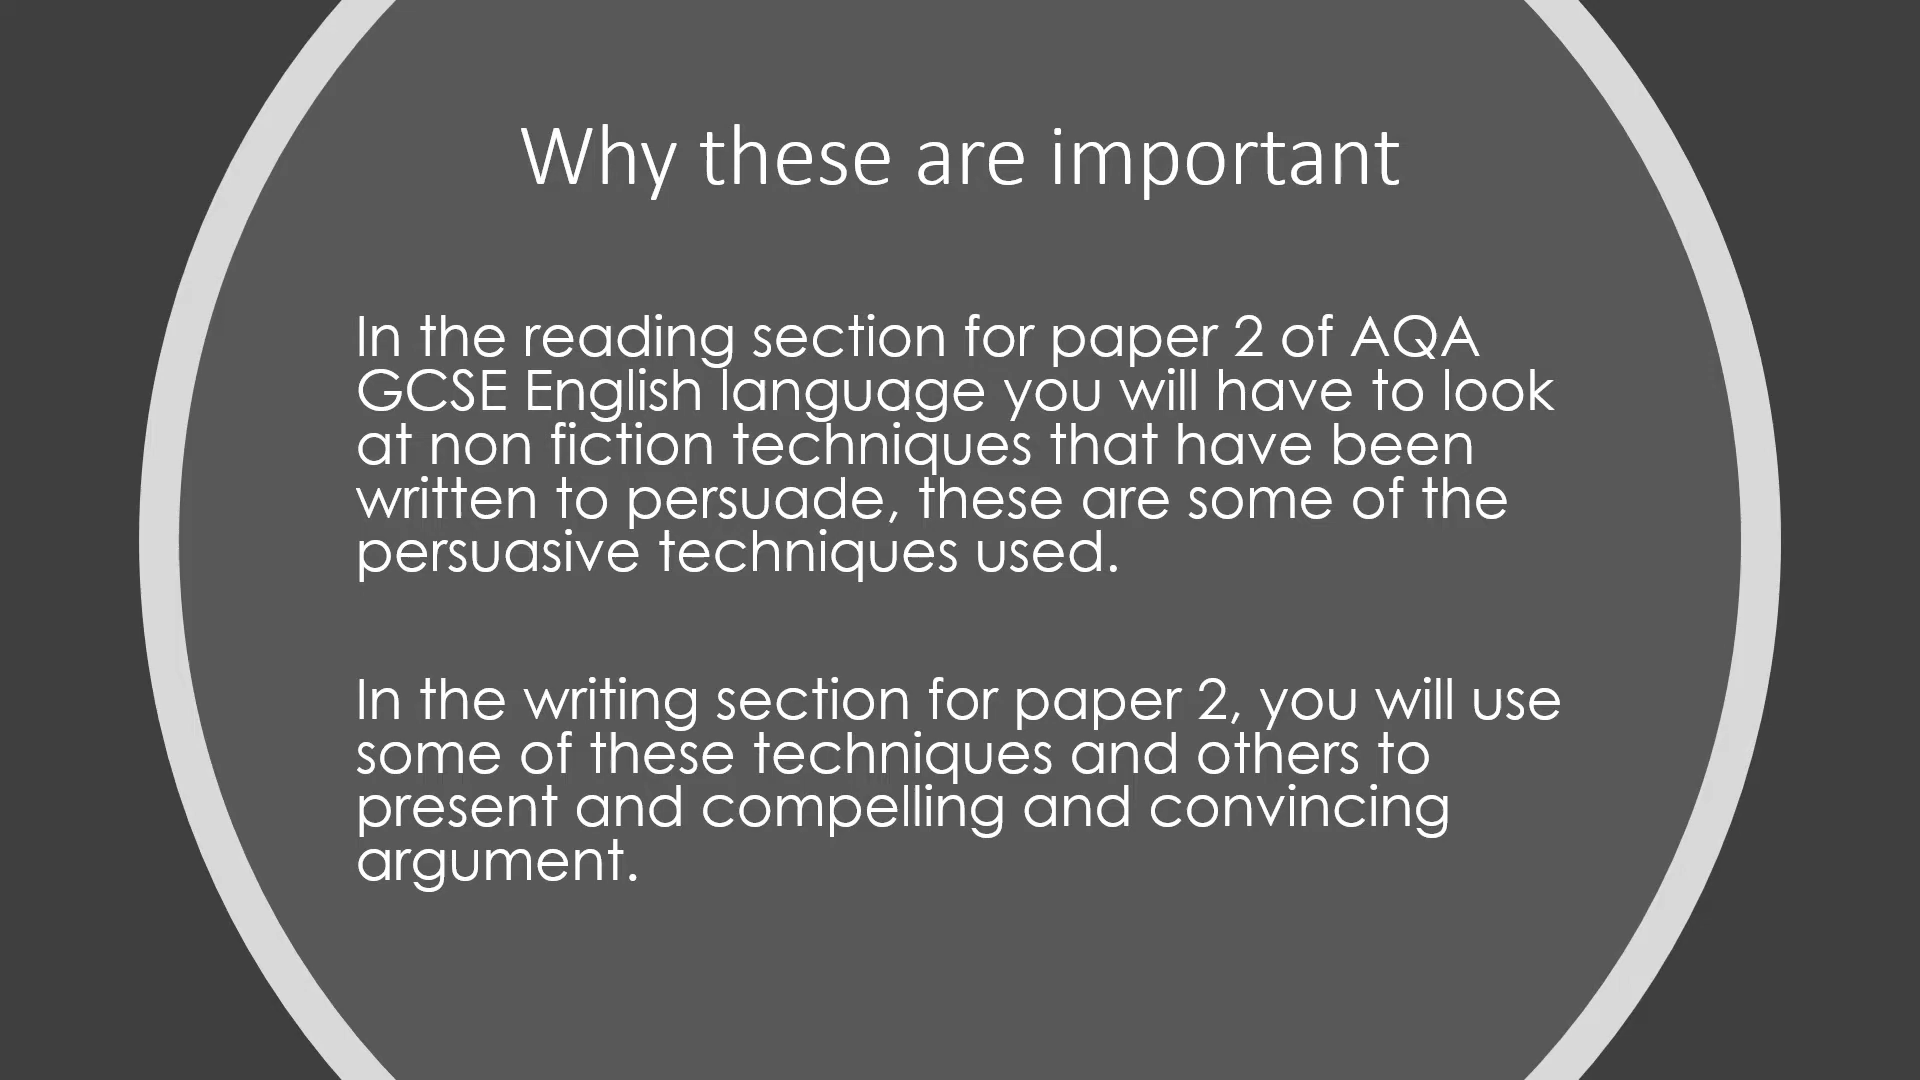 Why these are important
In the reading section for paper 2 of AQA
GCSE English language you will have to look
at non fiction techniques that have been
written to persuade, these are some of the
persuasive techniques used.
In the writing section for paper 2, you will use
some of these techniques and others to
present and compelling and convincing
argument.